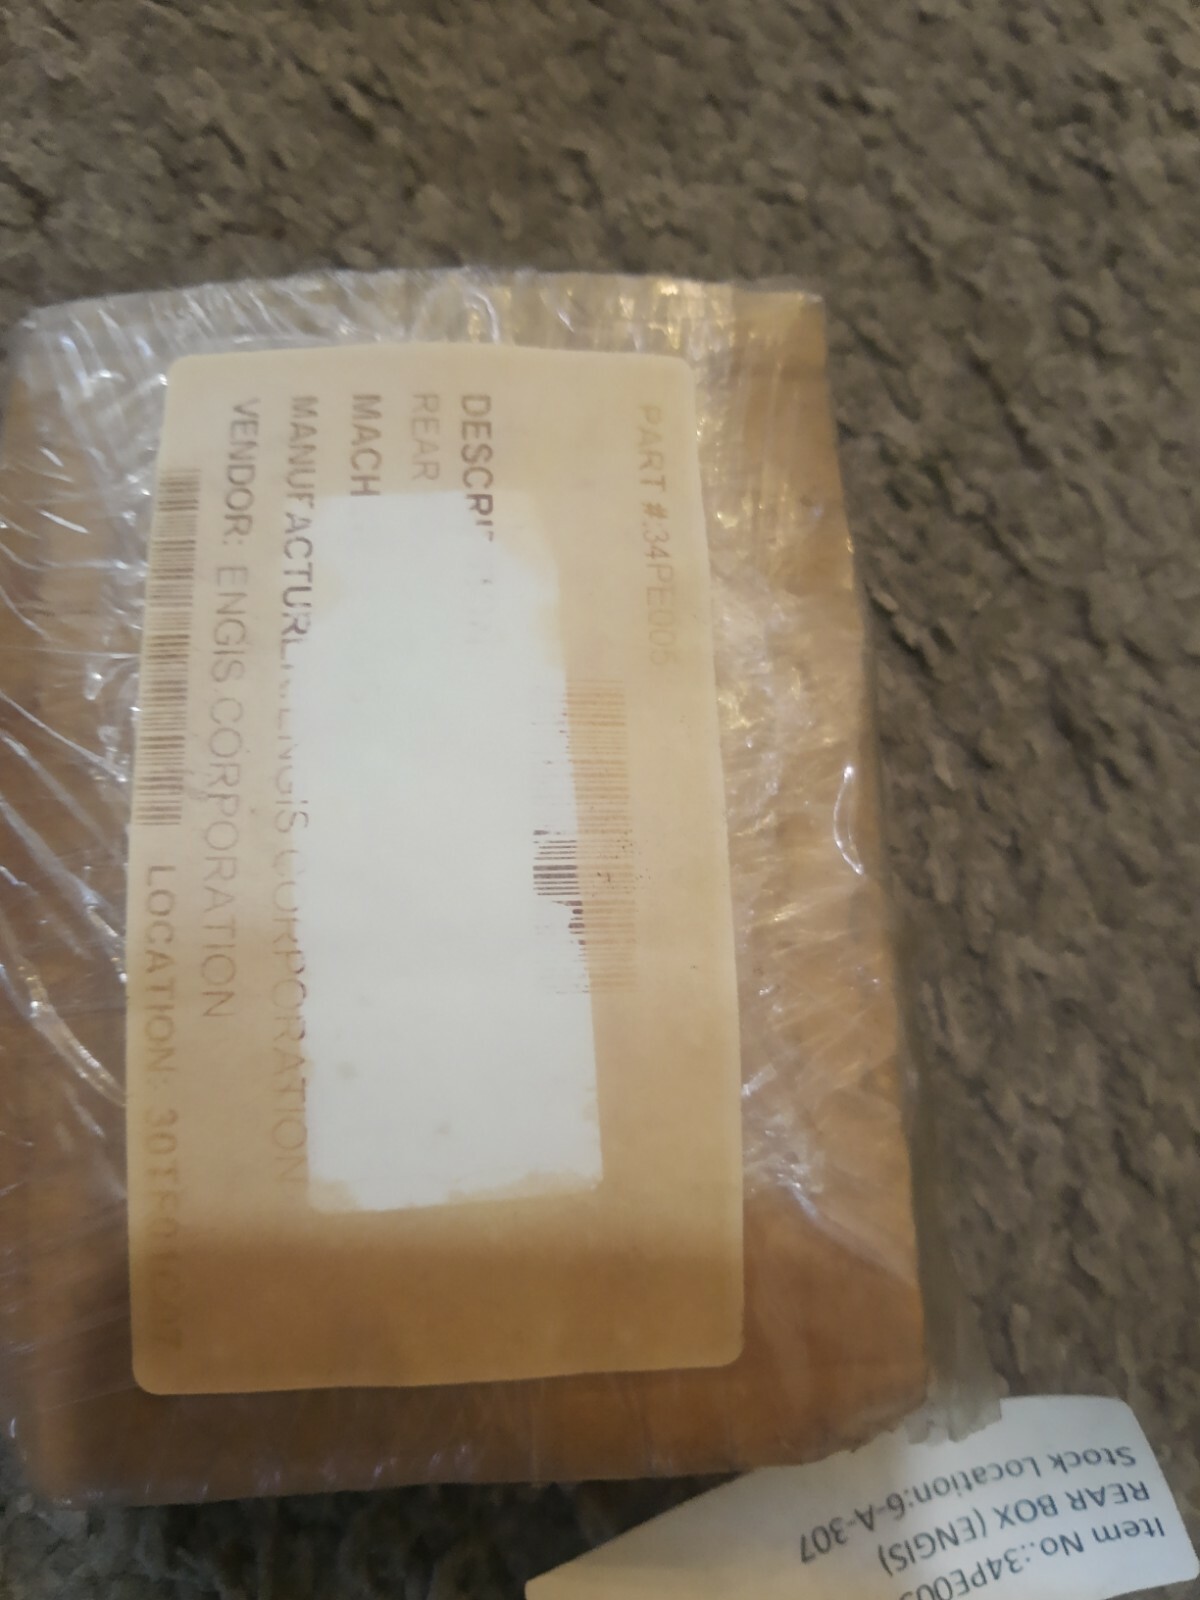 PART #:34PE005
DESCRI
REAR
MACH
MANUFACTURE ENGIS CORPORATION
VENDOR: ENGIS CORPORATION
LOCATION:
Item No.:34PE005
REAR BOX (ENGIS)
Stock Location:6-A-307